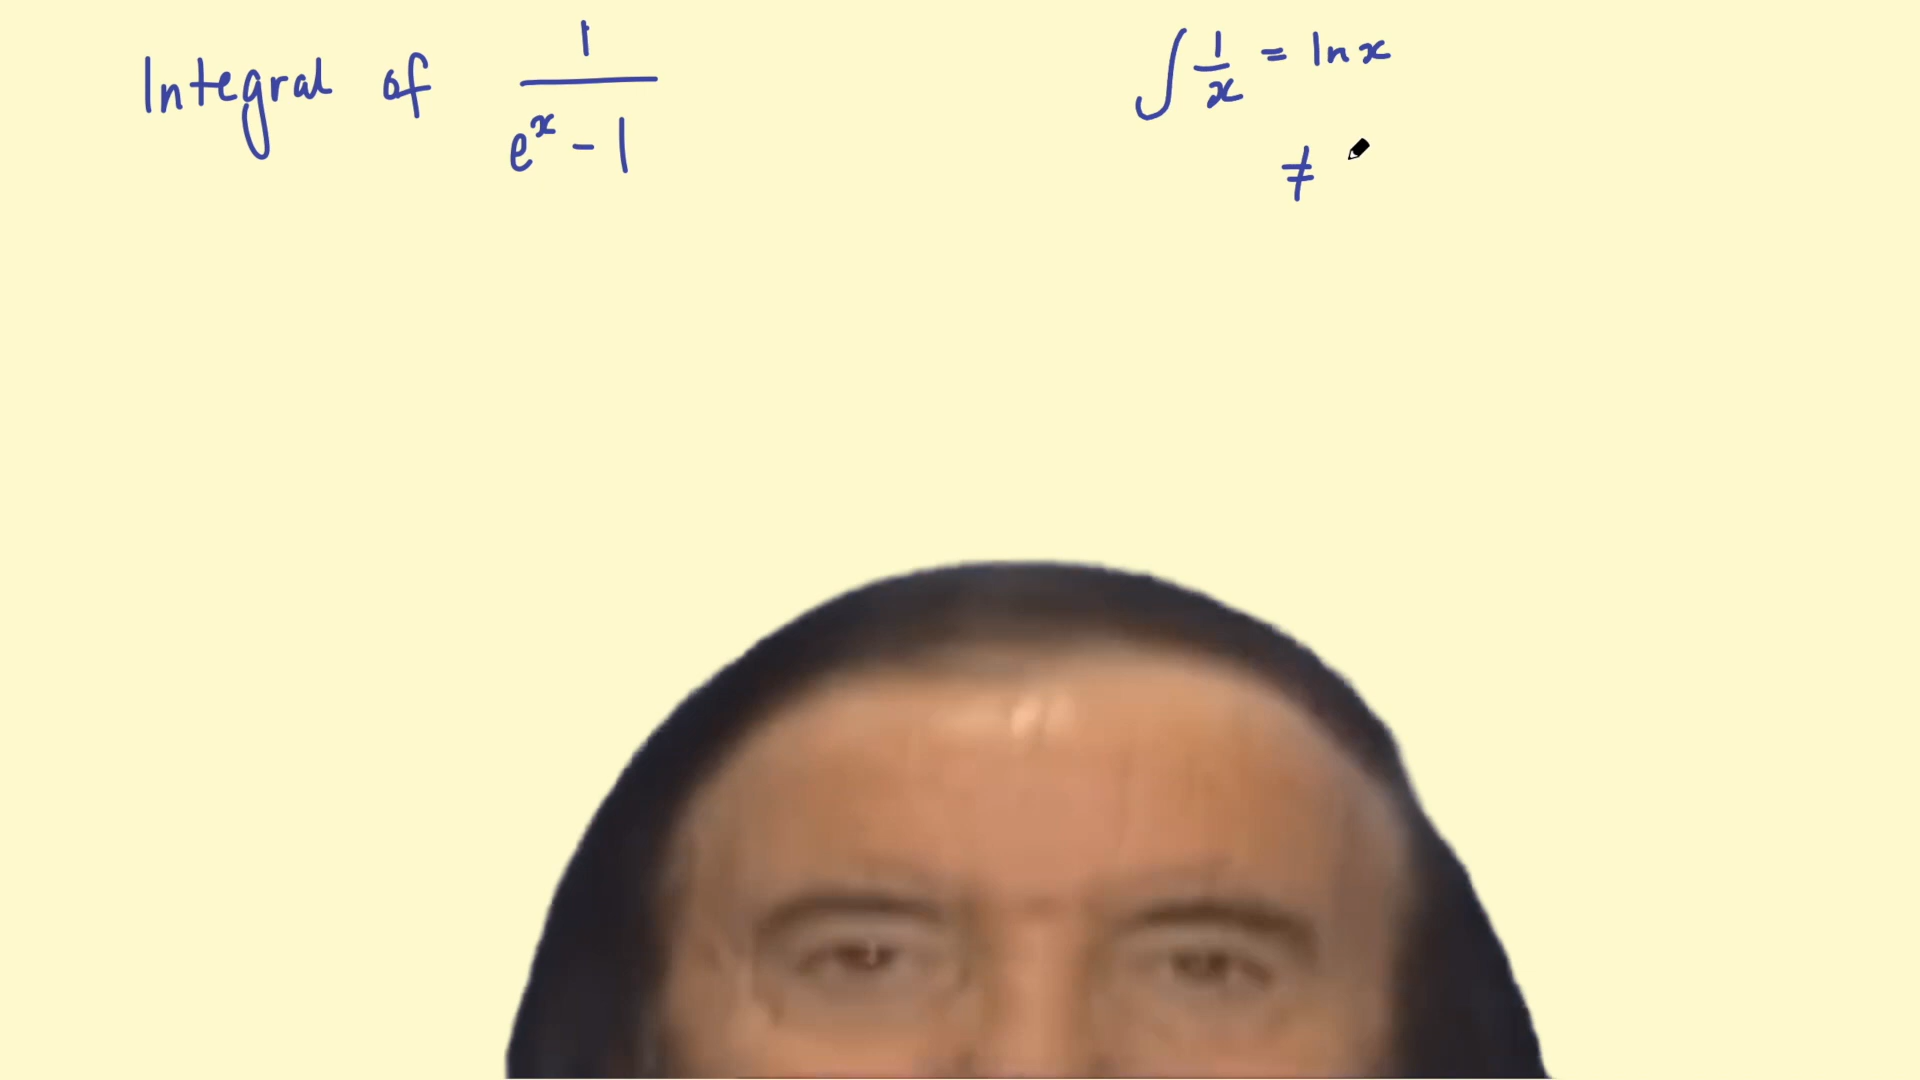 Integral of 1/(e^x - 1)
∫ 1/x = ln x
≠